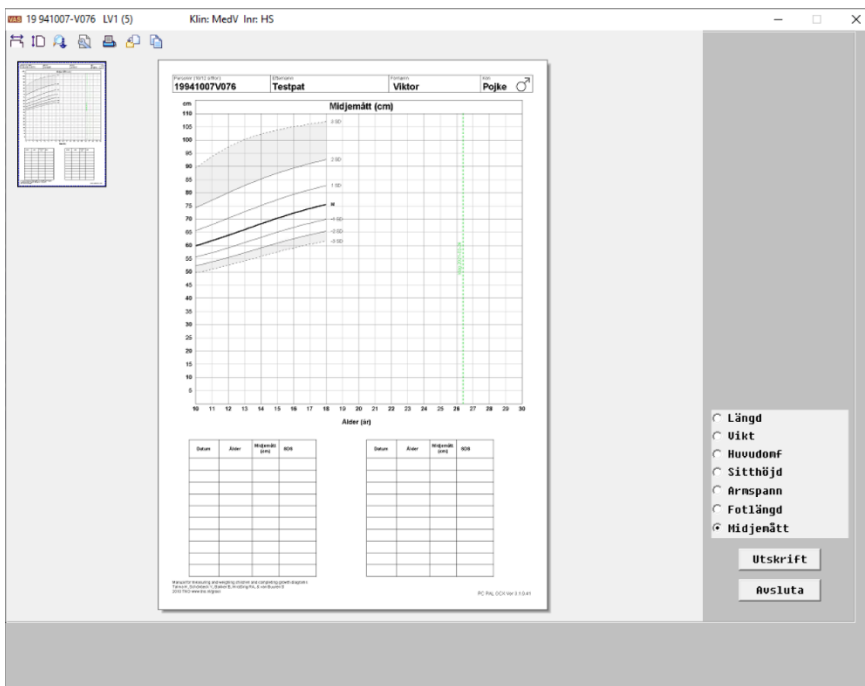 VAS 19 941007-V076 LV1 (5) Klin: MedV Inr: HS
Efternamn Förnamn Kön
19941007V076 Testpat Viktor Pojke
cm Midjemått (cm)
110
105
100
95
90
85
80
75
70
65
60
55
50
45
40
35
30
25
20
15
10
5
3 SD
2 SD
1 SD
M
-1 SD
-2 SD
-3 SD
10 11 12 13 14 15 16 17 18 19 20 21 22 23 24 25 26 27 28 29 30
Ålder (år)
Datum Ålder Midjemått (cm) SDS
Datum Ålder Midjemått (cm) SDS
Längd
Vikt
Huvudomf
Sitthöjd
Armspann
Fotlängd
Midjemått
Utskrift
Avsluta